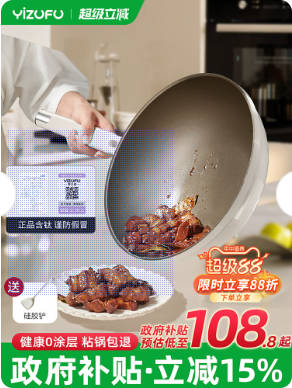 YIZUFU 超级立减
YIZUFU
正品含钛 谨防假冒
送
硅胶铲
超级88
限时立享88折
下单立享
政府补贴
预估低至
108.8起
健康0涂层 粘锅包退
政府补贴·立减15%